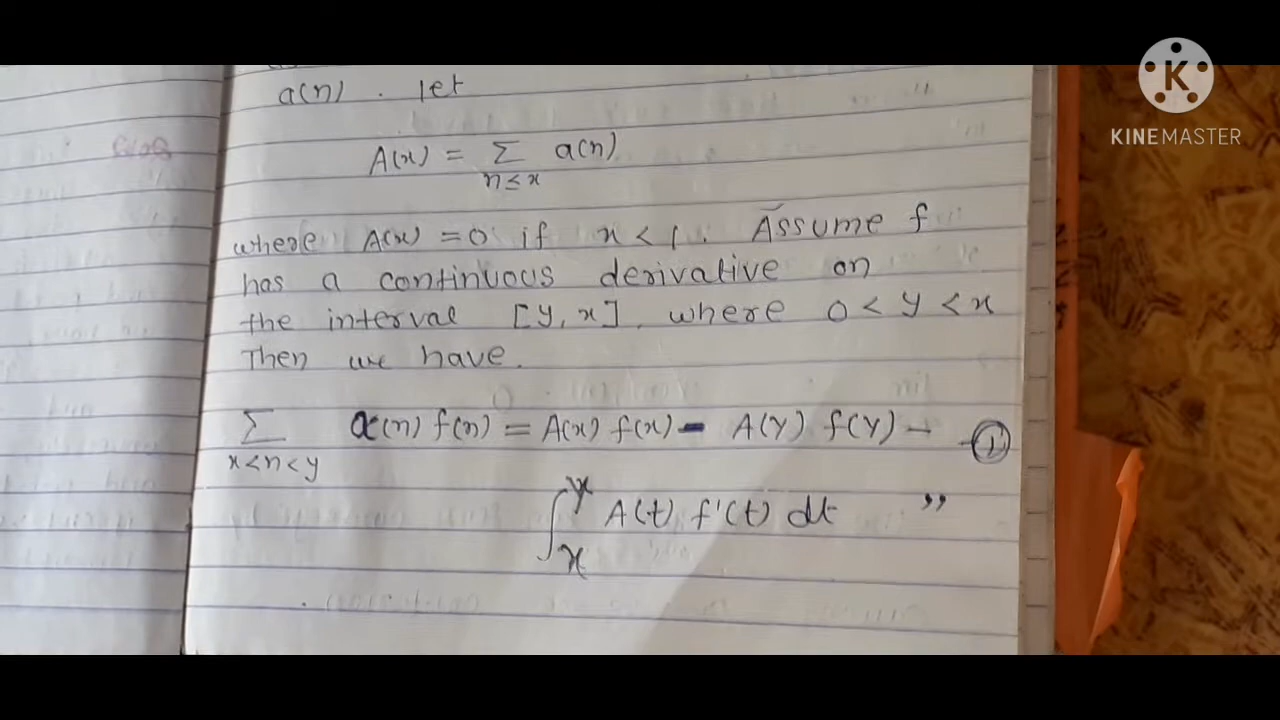 a(n). let
KINEMASTER
A(x) = Σ a(n)
n≤x
where A(x) = 0 if x < 1. Assume f
has a continuous derivative on
the interval [y, x], where 0 < y < x
Then we have.
Σ a(n) f(n) = A(x) f(x) - A(y) f(y) - ①
x<n<y
∫ₓʸ A(t) f'(t) dt ”